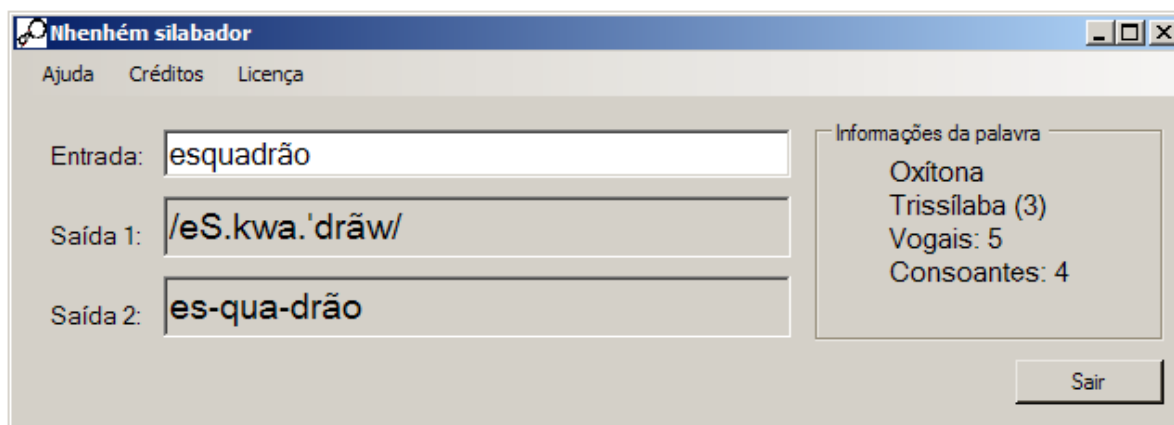 Nhenhém silabador
Ajuda Créditos Licença
Entrada: esquadrão
Saída 1: /eS.kwa.ˈdrãw/
Saída 2: es-qua-drão
Informações da palavra
Oxítona
Trissílaba (3)
Vogais: 5
Consoantes: 4
Sair